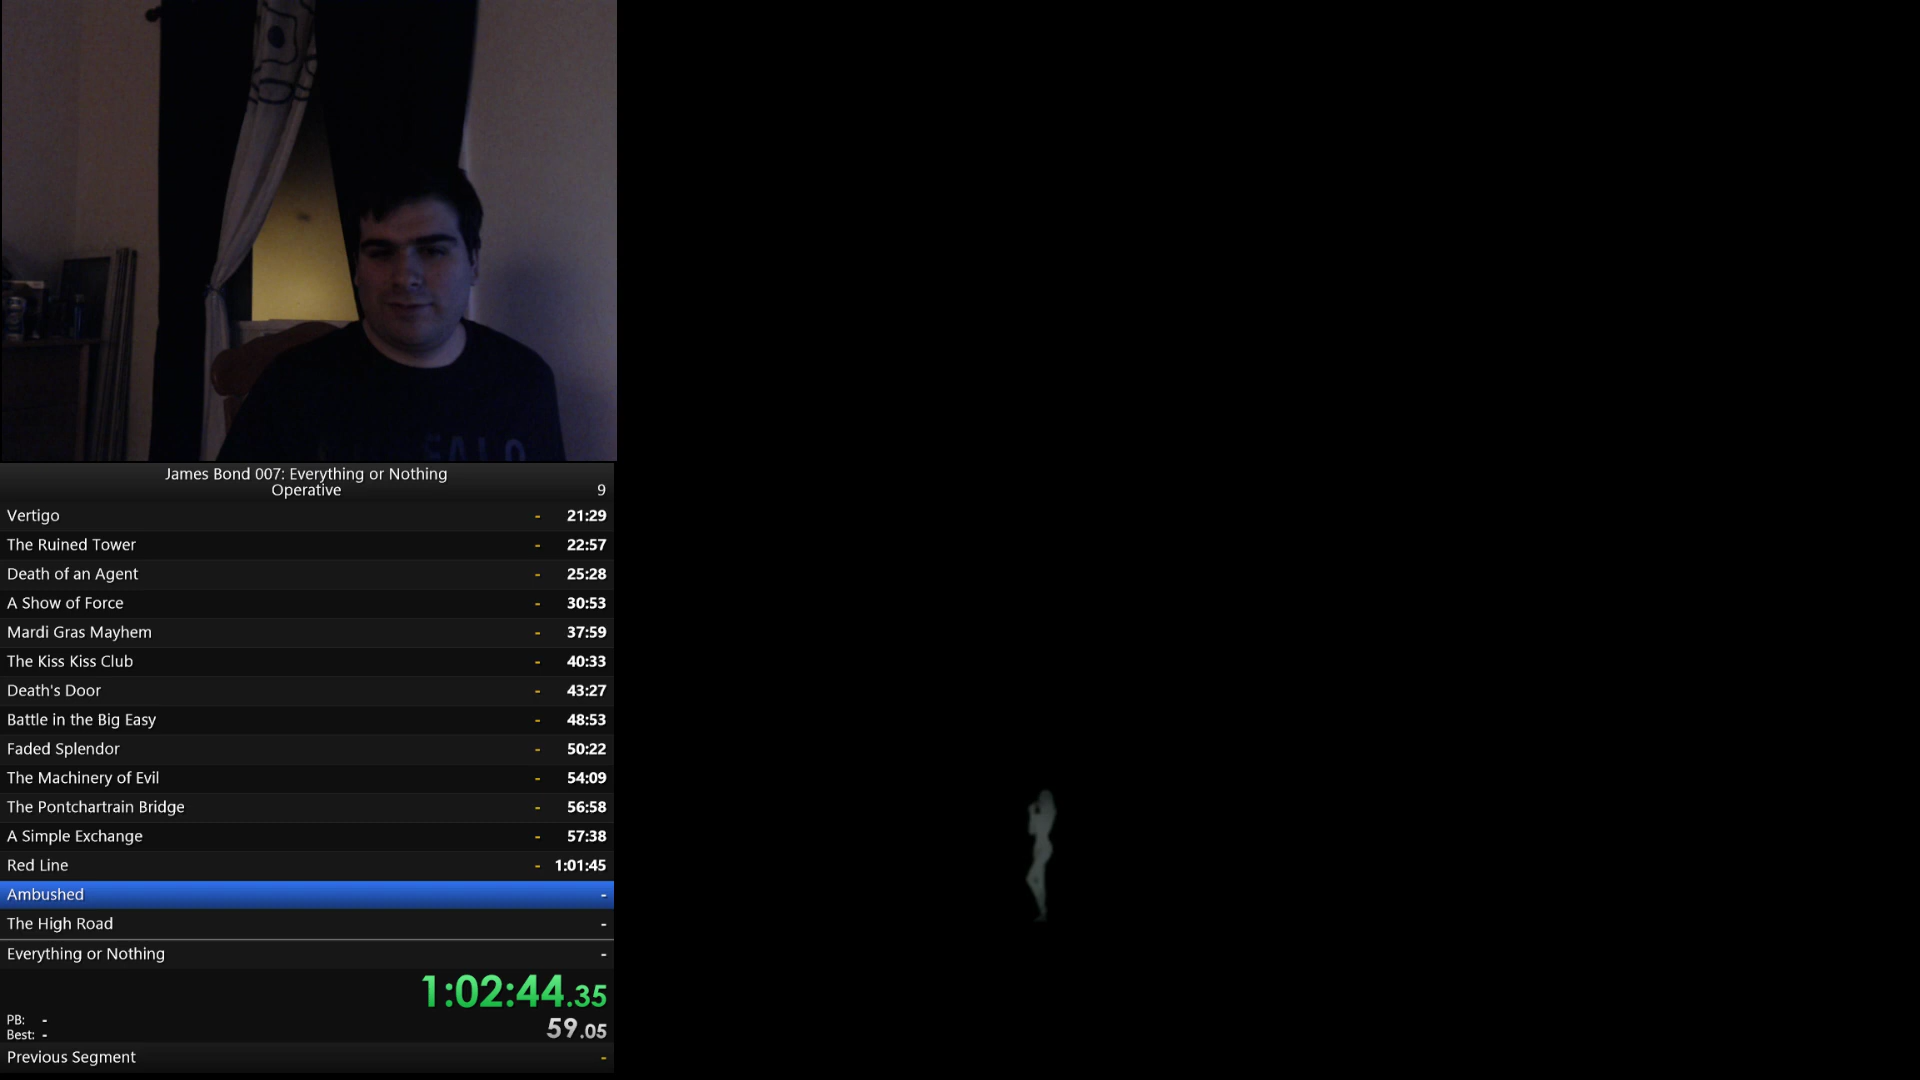 James Bond 007: Everything or Nothing
Operative 9
Vertigo - 21:29
The Ruined Tower - 22:57
Death of an Agent - 25:28
A Show of Force - 30:53
Mardi Gras Mayhem - 37:59
The Kiss Kiss Club - 40:33
Death's Door - 43:27
Battle in the Big Easy - 48:53
Faded Splendor - 50:22
The Machinery of Evil - 54:09
The Pontchartrain Bridge - 56:58
A Simple Exchange - 57:38
Red Line - 1:01:45
Ambushed -
The High Road -
Everything or Nothing -
1:02:44.35
PB: -
Best: - 59.05
Previous Segment -